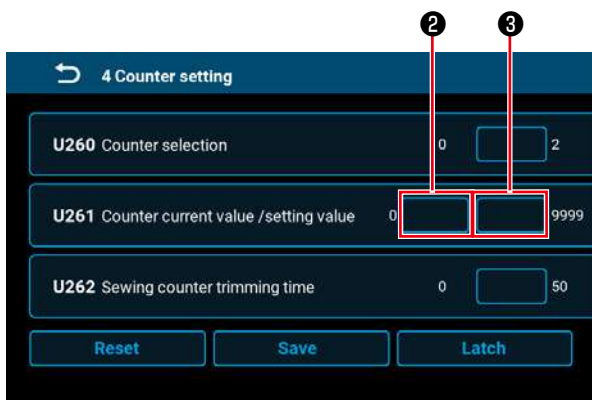 ❷ ❸
4 Counter setting
U260 Counter selection 0 2
U261 Counter current value /setting value 0 9999
U262 Sewing counter trimming time 0 50
Reset Save Latch